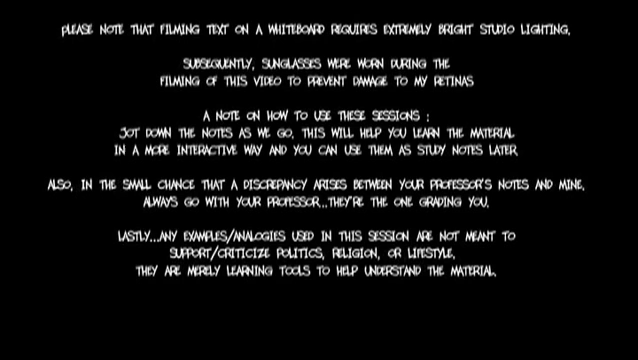 PLEASE NOTE THAT FILMING TEXT ON A WHITEBOARD REQUIRES EXTREMELY BRIGHT STUDIO LIGHTING.
SUBSEQUENTLY, SUNGLASSES WERE WORN DURING THE
FILMING OF THIS VIDEO TO PREVENT DAMAGE TO MY RETINAS
A NOTE ON HOW TO USE THESE SESSIONS :
JOT DOWN THE NOTES AS WE GO. THIS WILL HELP YOU LEARN THE MATERIAL
IN A MORE INTERACTIVE WAY AND YOU CAN USE THEM AS STUDY NOTES LATER.
ALSO, IN THE SMALL CHANCE THAT A DISCREPANCY ARISES BETWEEN YOUR PROFESSOR'S NOTES AND MINE,
ALWAYS GO WITH YOUR PROFESSOR...THEY'RE THE ONE GRADING YOU.
LASTLY...ANY EXAMPLES/ANALOGIES USED IN THIS SESSION ARE NOT MEANT TO
SUPPORT/CRITICIZE POLITICS, RELIGION, OR LIFESTYLE.
THEY ARE MERELY LEARNING TOOLS TO HELP UNDERSTAND THE MATERIAL.